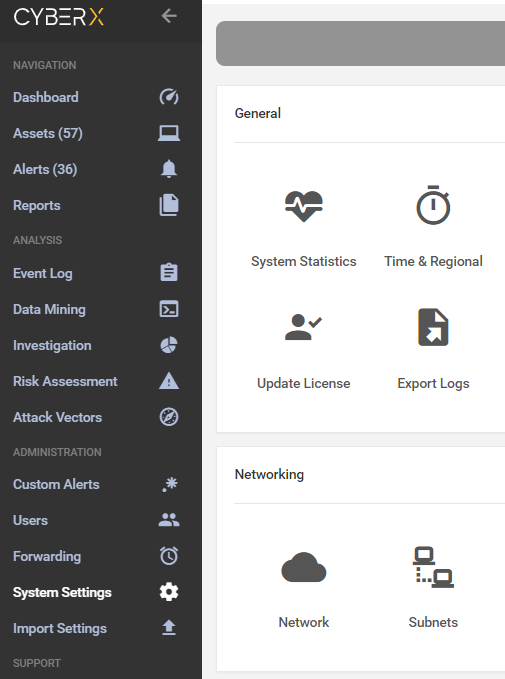 CYBERX
NAVIGATION
Dashboard
Assets (57)
Alerts (36)
Reports
ANALYSIS
Event Log
Data Mining
Investigation
Risk Assessment
Attack Vectors
ADMINISTRATION
Custom Alerts
Users
Forwarding
System Settings
Import Settings
SUPPORT
General
System Statistics
Time & Regional
Update License
Export Logs
Networking
Network
Subnets